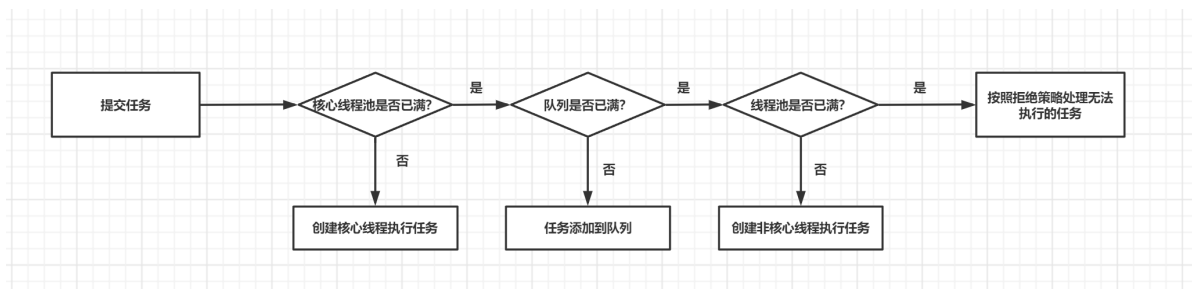 提交任务
核心线程池是否已满?
是
队列是否已满?
是
线程池是否已满?
是
按照拒绝策略处理无法
执行的任务
否
否
否
创建核心线程执行任务
任务添加到队列
创建非核心线程执行任务